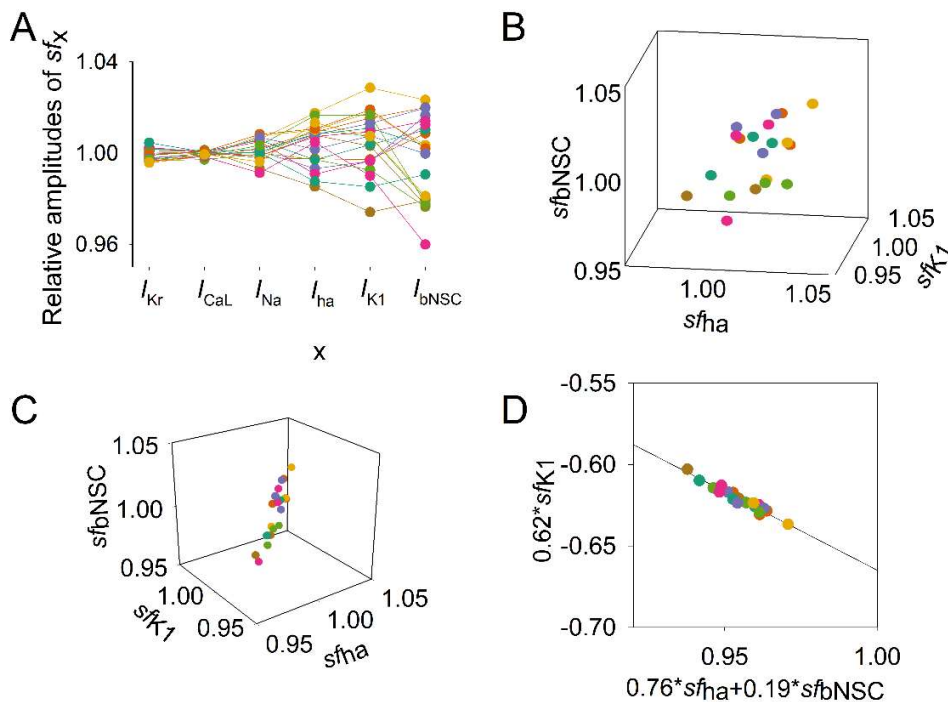 A
Relative amplitudes of sfx
1.04
1.00
0.96
IKr
ICaL
INa
Iha
IK1
IbNSC
x
B
sfbNSC
1.05
1.00
0.95
1.00
1.05
sfha
0.95
1.00
1.05
sfK1
C
sfbNSC
1.05
1.00
0.95
1.00
0.95
sfK1
0.95
1.00
1.05
sfha
D
0.62*sfK1
-0.55
-0.60
-0.65
-0.70
0.95
1.00
0.76*sfha+0.19*sfbNSC